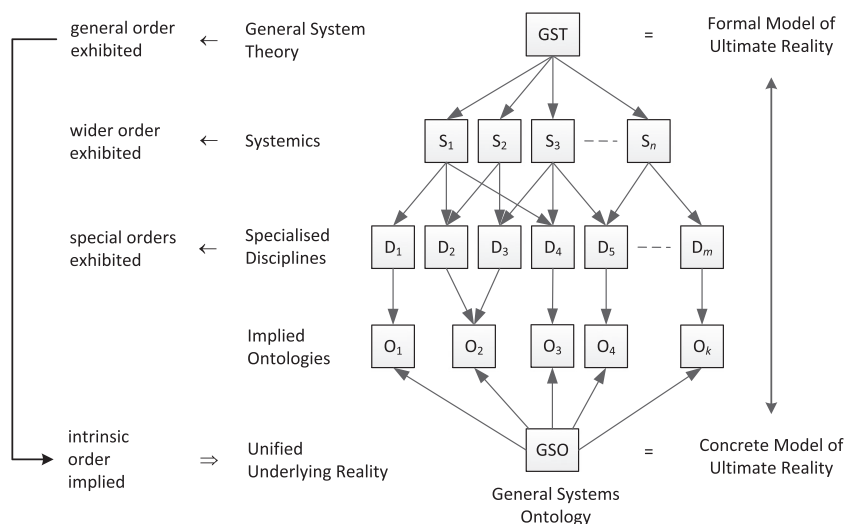 general order ← General System GST = Formal Model of
exhibited Theory Ultimate Reality
wider order ← Systemics S1 S2 S3 Sn
exhibited
special orders ← Specialised D1 D2 D3 D4 D5 Dm
exhibited Disciplines
Implied O1 O2 O3 O4 Ok
Ontologies
intrinsic
order
implied
⇒ Unified
Underlying Reality
GSO = Concrete Model of
Ultimate Reality
General Systems
Ontology